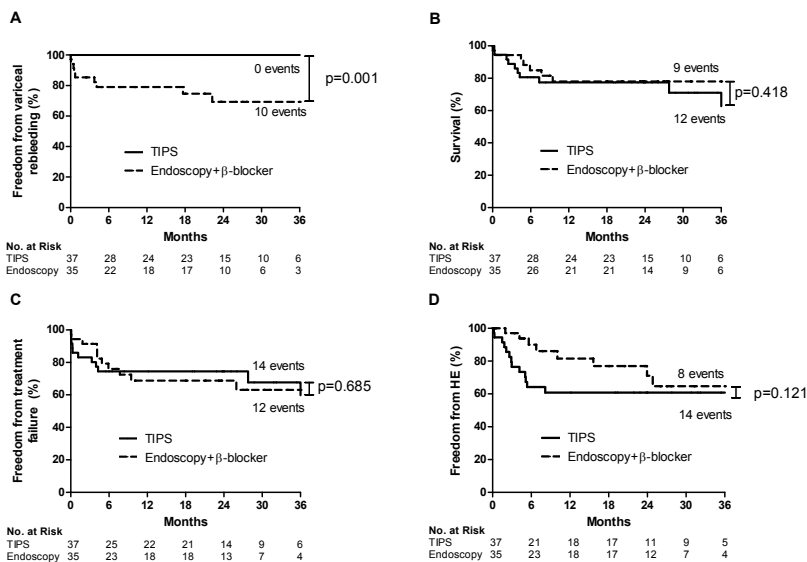 A
Freedom from variceal
rebleeding (%)
100
80
60
40
20
0
0 events
10 events
p=0.001
TIPS
Endoscopy+β-blocker
0 6 12 18 24 30 36
Months
No. at Risk
TIPS 37 28 24 23 15 10 6
Endoscopy 35 22 18 17 10 6 3
B
Survival (%)
100
80
60
40
20
0
9 events
12 events
p=0.418
TIPS
Endoscopy+β-blocker
0 6 12 18 24 30 36
Months
No. at Risk
TIPS 37 28 24 23 15 10 6
Endoscopy 35 26 21 21 14 9 6
C
Freedom from treatment
failure (%)
100
80
60
40
20
0
14 events
12 events
p=0.685
TIPS
Endoscopy+β-blocker
0 6 12 18 24 30 36
Months
No. at Risk
TIPS 37 25 22 21 14 9 6
Endoscopy 35 23 18 18 13 7 4
D
Freedom from HE (%)
100
80
60
40
20
0
8 events
14 events
p=0.121
TIPS
Endoscopy+β-blocker
0 6 12 18 24 30 36
Months
No. at Risk
TIPS 37 21 18 17 11 9 5
Endoscopy 35 23 18 17 12 7 4